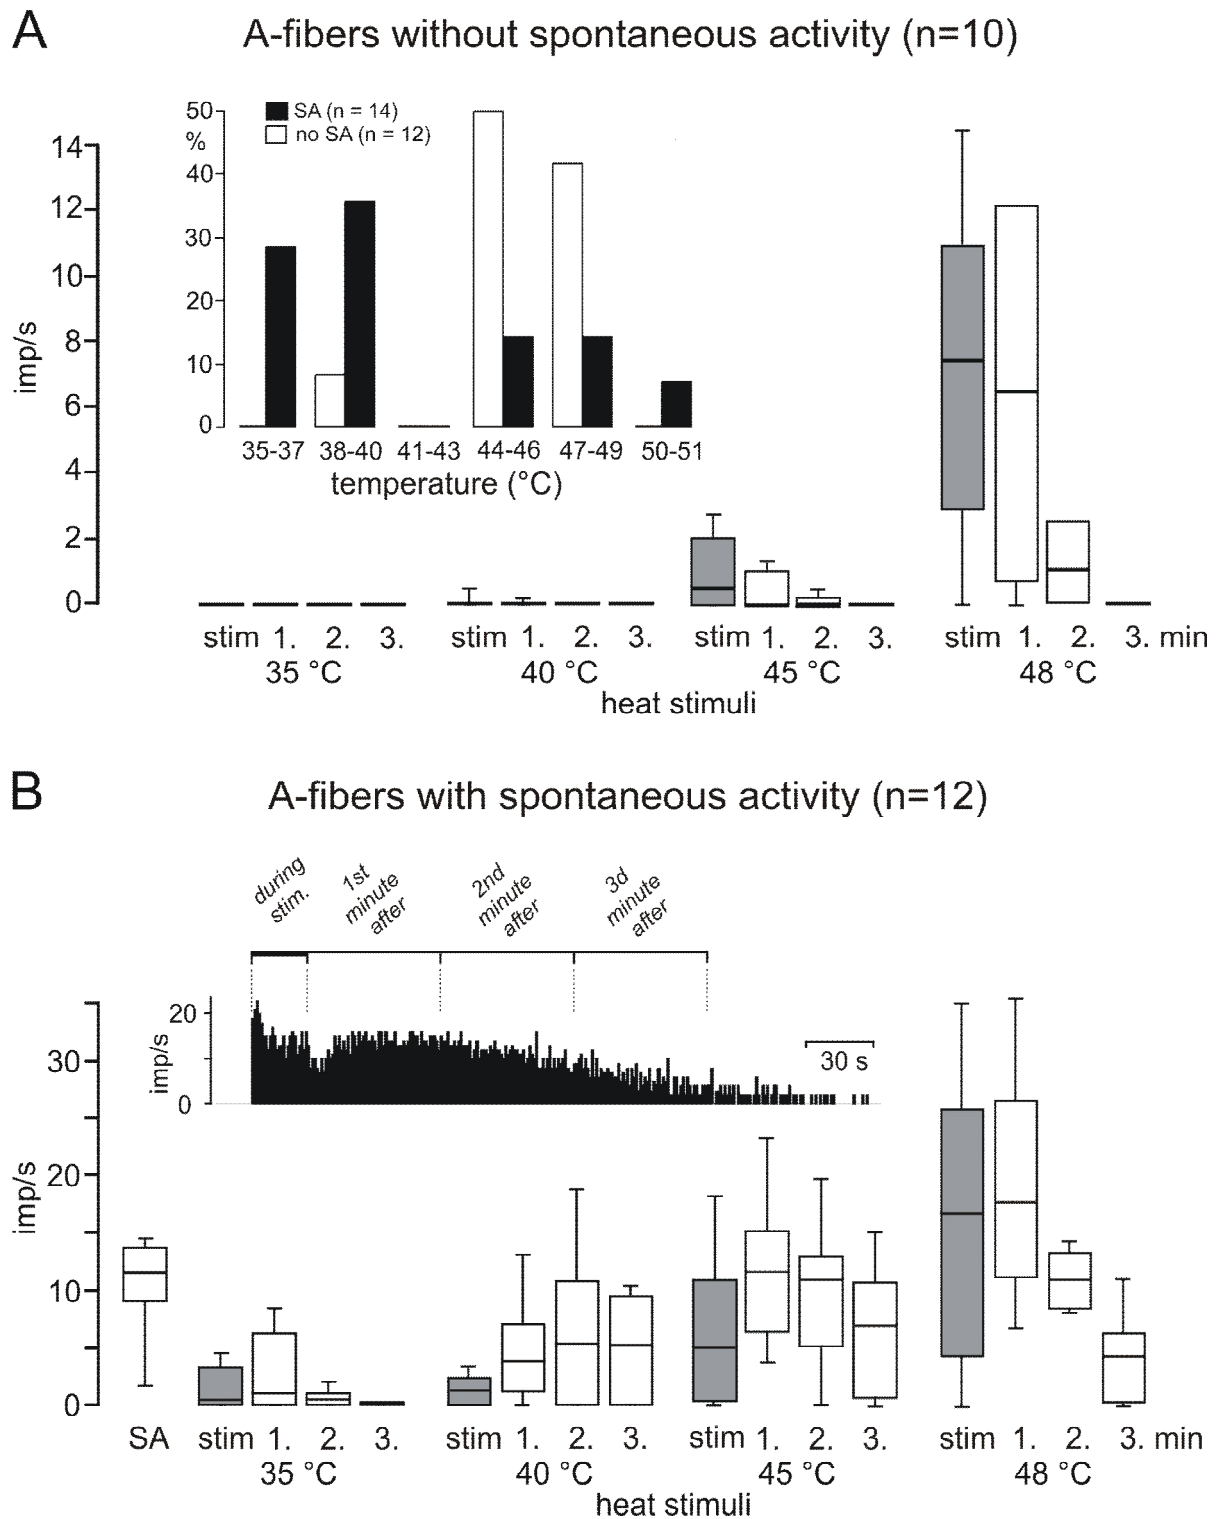 A
A-fibers without spontaneous activity (n=10)
50
%
40
30
20
10
0
SA (n = 14)
no SA (n = 12)
35-37 38-40 41-43 44-46 47-49 50-51
temperature (°C)
14
12
10
8
6
4
2
0
imp/s
stim 1. 2. 3. stim 1. 2. 3. stim 1. 2. 3. stim 1. 2. 3. min
35 °C 40 °C 45 °C 48 °C
heat stimuli
B
A-fibers with spontaneous activity (n=12)
during
stim.
1st
minute
after
2nd
minute
after
3d
minute
after
20
0
imp/s
30 s
30
20
10
0
imp/s
SA stim 1. 2. 3. stim 1. 2. 3. stim 1. 2. 3. stim 1. 2. 3. min
35 °C 40 °C 45 °C 48 °C
heat stimuli